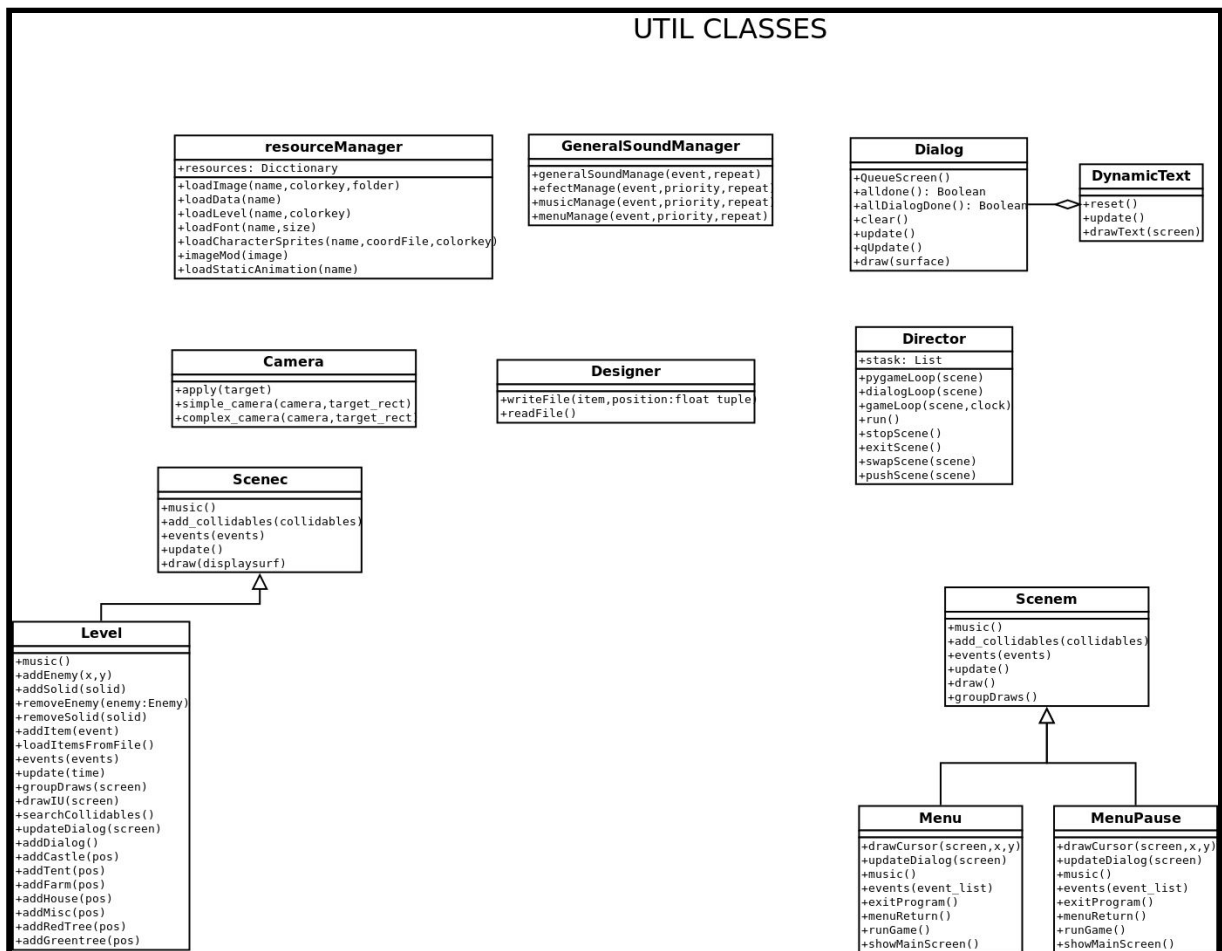 UTIL CLASSES
resourceManager
+resources: Dicctionary
+loadImage(name,colorkey,folder)
+loadData(name)
+loadLevel(name,colorkey)
+loadFont(name,size)
+loadCharacterSprites(name,coordFile,colorkey)
+imageMod(image)
+loadStaticAnimation(name)
GeneralSoundManager
+generalSoundManage(event,repeat)
+efectManage(event,priority,repeat)
+musicManage(event,priority,repeat)
+menuManage(event,priority,repeat)
Dialog
+QueueScreen()
+alldone(): Boolean
+allDialogDone(): Boolean
+clear()
+update()
+qUpdate()
+draw(surface)
DynamicText
+reset()
+update()
+drawText(screen)
Camera
+apply(target)
+simple_camera(camera,target_rect)
+complex_camera(camera,target_rect)
Designer
+writeFile(item,position:float tuple)
+readFile()
Director
+stask: List
+pygameLoop(scene)
+dialogLoop(scene)
+gameLoop(scene,clock)
+run()
+stopScene()
+exitScene()
+swapScene(scene)
+pushScene(scene)
Scenec
+music()
+add_collidables(collidables)
+events(events)
+update()
+draw(displaysurf)
Level
+music()
+addEnemy(x,y)
+addSolid(solid)
+removeEnemy(enemy:Enemy)
+removeSolid(solid)
+addItem(event)
+loadItemsFromFile()
+events(events)
+update(time)
+groupDraws(screen)
+drawIU(screen)
+searchCollidables()
+updateDialog(screen)
+addDialog()
+addCastle(pos)
+addTent(pos)
+addFarm(pos)
+addHouse(pos)
+addMisc(pos)
+addRedTree(pos)
+addGreentree(pos)
Scenem
+music()
+add_collidables(collidables)
+events(events)
+update()
+draw()
+groupDraws()
Menu
+drawCursor(screen,x,y)
+updateDialog(screen)
+music()
+events(event_list)
+exitProgram()
+menuReturn()
+runGame()
+showMainScreen()
MenuPause
+drawCursor(screen,x,y)
+updateDialog(screen)
+music()
+events(event_list)
+exitProgram()
+menuReturn()
+runGame()
+showMainScreen()